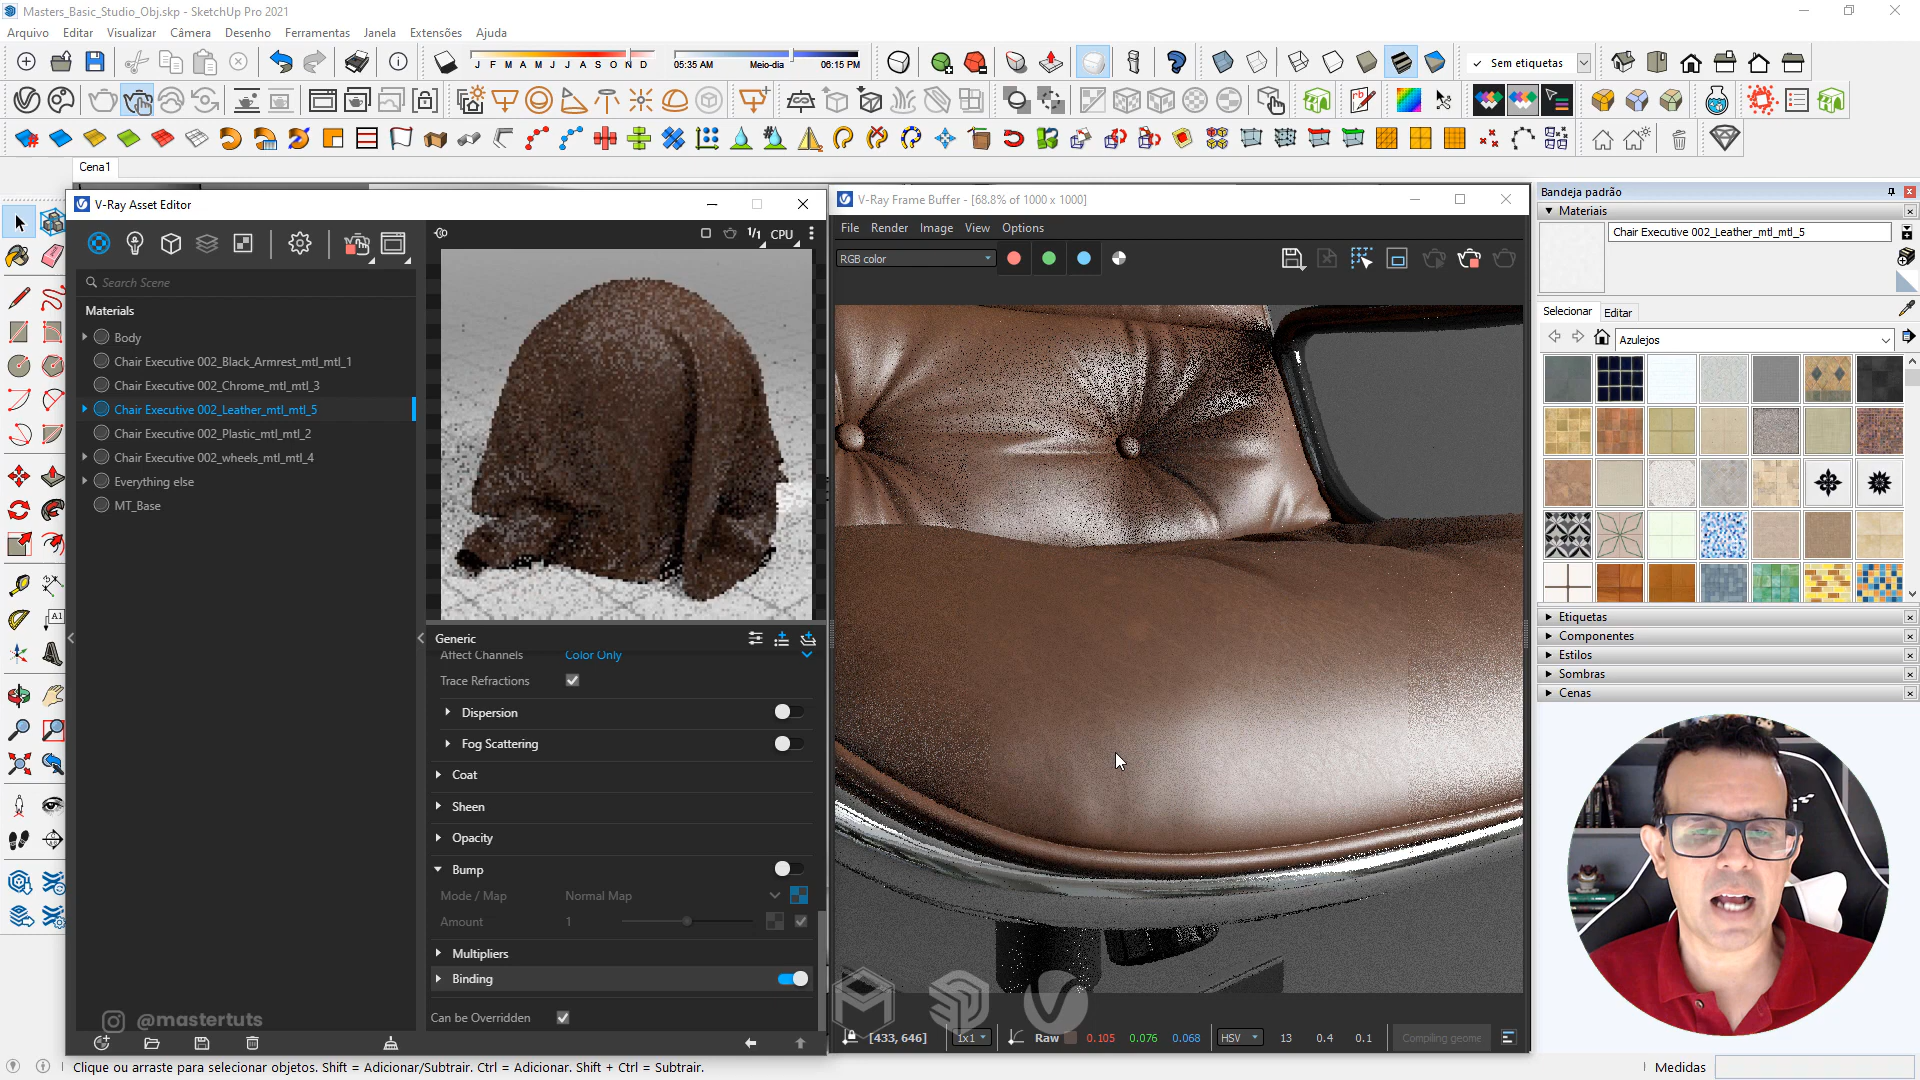 Masters_Basic_Studio_Obj.skp - SketchUp Pro 2021
Arquivo Editar Visualizar Câmera Desenho Ferramentas Janela Extensões Ajuda
J F M A M J J A S O N D
05:35 AM Meio-dia 06:15 PM
Sem etiquetas
Cena1
V-Ray Asset Editor
1/1 CPU
Search Scene
Materials
Body
Chair Executive 002_Black_Armrest_mtl_mtl_1
Chair Executive 002_Chrome_mtl_mtl_3
Chair Executive 002_Leather_mtl_mtl_5
Chair Executive 002_Plastic_mtl_mtl_2
Chair Executive 002_wheels_mtl_mtl_4
Everything else
MT_Base
@mastertuts
Generic
Affect Channels Color Only
Trace Refractions
Dispersion
Fog Scattering
Coat
Sheen
Opacity
Bump
Mode / Map Normal Map
Amount 1
Multipliers
Binding
Can be Overridden
V-Ray Frame Buffer - [68.8% of 1000 x 1000]
File Render Image View Options
RGB color
[433, 646] 1x1 Raw 0.105 0.076 0.068 HSV 13 0.4 0.1 Compiling geome
Bandeja padrão
Materiais
Chair Executive 002_Leather_mtl_mtl_5
Selecionar Editar
Azulejos
Etiquetas
Componentes
Estilos
Sombras
Cenas
Clique ou arraste para selecionar objetos. Shift = Adicionar/Subtrair. Ctrl = Adicionar. Shift + Ctrl = Subtrair.
Medidas